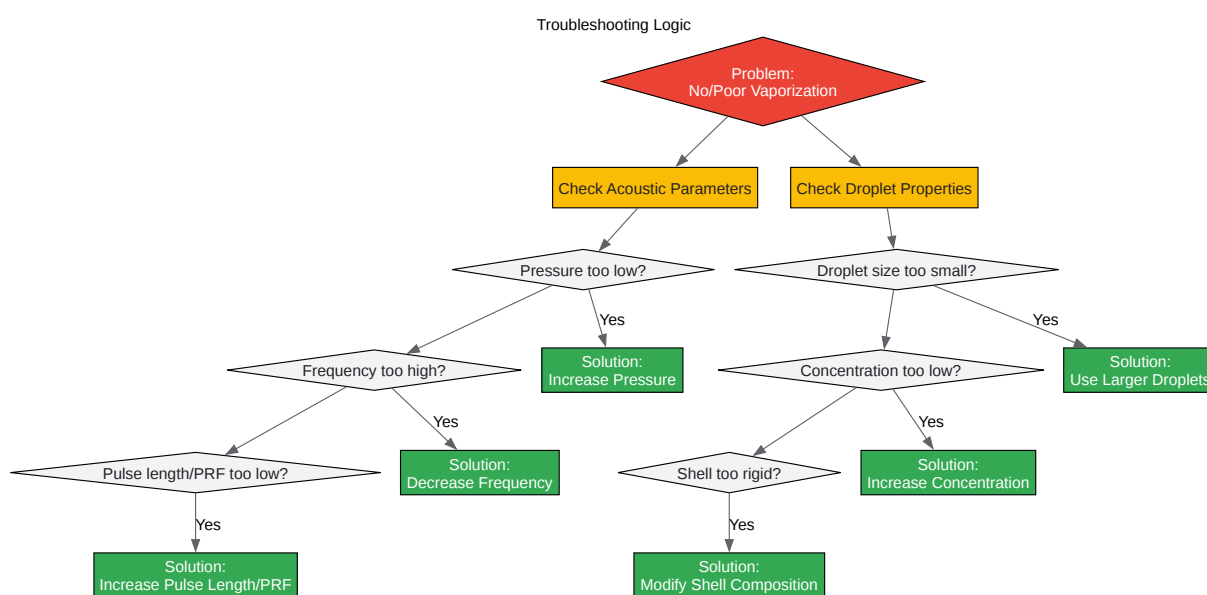 Troubleshooting Logic
Problem:
No/Poor Vaporization
Check Acoustic Parameters
Check Droplet Properties
Pressure too low?
Droplet size too small?
Yes
Yes
Frequency too high?
Solution:
Increase Pressure
Concentration too low?
Solution:
Use Larger Droplets
Yes
Yes
Pulse length/PRF too low?
Solution:
Decrease Frequency
Shell too rigid?
Solution:
Increase Concentration
Yes
Yes
Solution:
Increase Pulse Length/PRF
Solution:
Modify Shell Composition